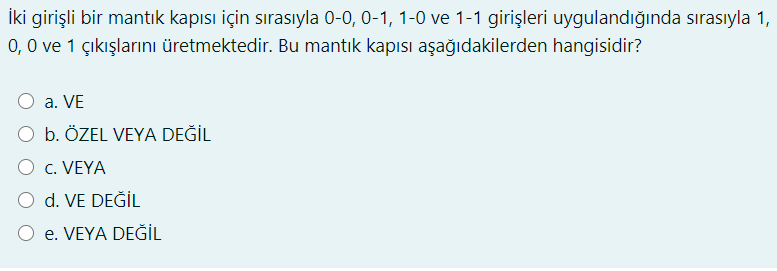 İki girişli bir mantık kapısı için sırasıyla 0-0, 0-1, 1-0 ve 1-1 girişleri uygulandığında sırasıyla 1,
0, 0 ve 1 çıkışlarını üretmektedir. Bu mantık kapısı aşağıdakilerden hangisidir?
a. VE
b. ÖZEL VEYA DEĞİL
c. VEYA
d. VE DEĞİL
e. VEYA DEĞİL